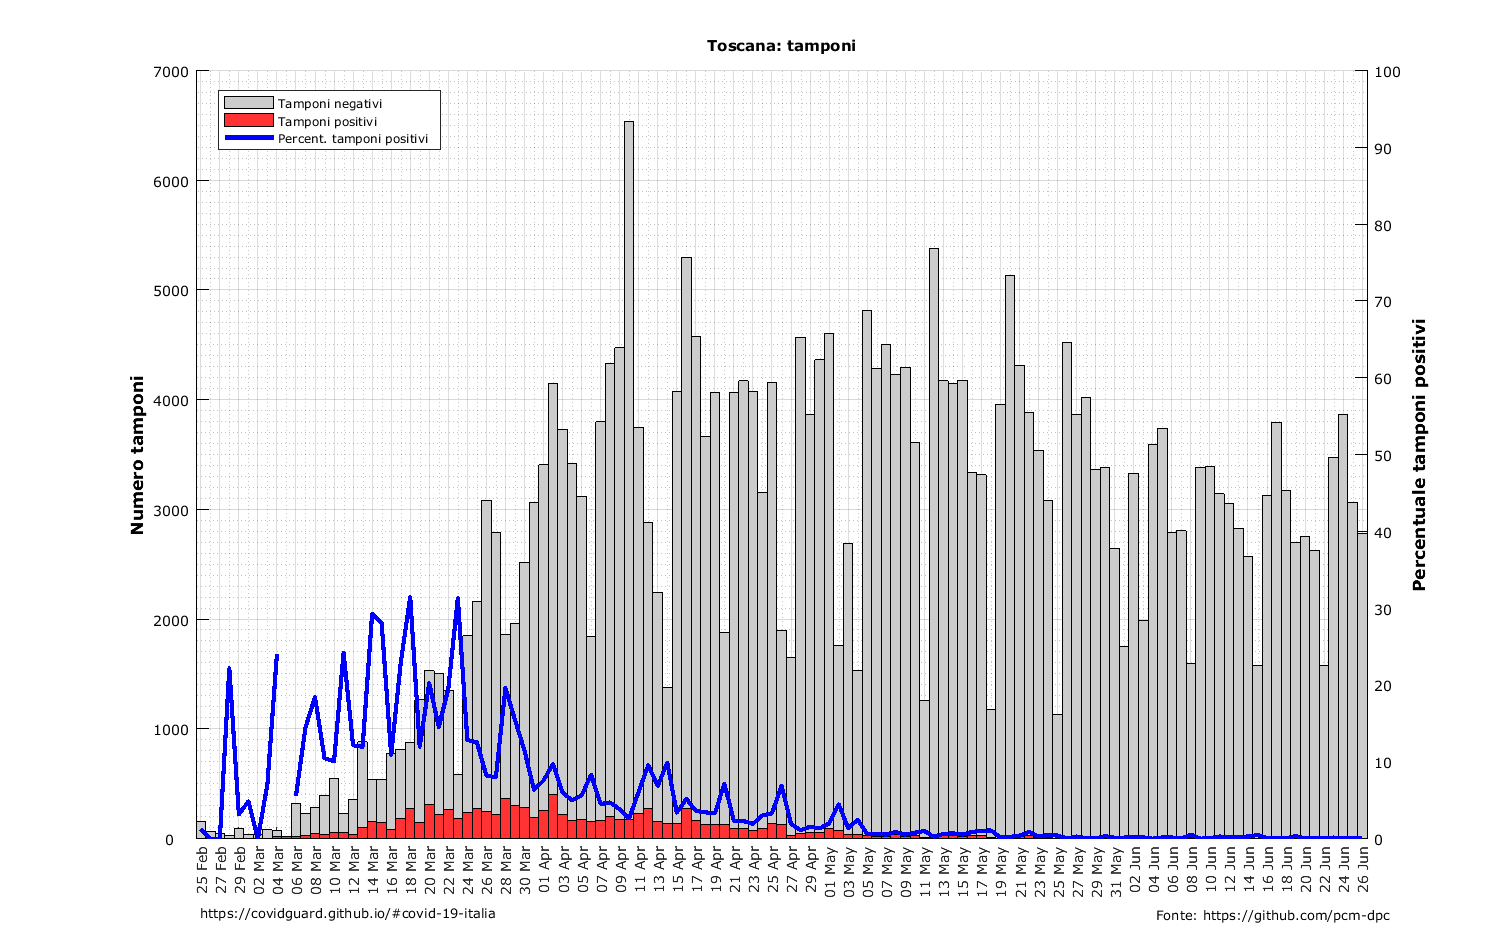 Toscana: tamponi
7000
6000
5000
4000
3000
2000
1000
0
Numero tamponi
Tamponi negativi
Tamponi positivi
Percent. tamponi positivi
100
90
80
70
60
50
40
30
20
10
0
Percentuale tamponi positivi
25 Feb
27 Feb
29 Feb
02 Mar
04 Mar
06 Mar
08 Mar
10 Mar
12 Mar
14 Mar
16 Mar
18 Mar
20 Mar
22 Mar
24 Mar
26 Mar
28 Mar
30 Mar
01 Apr
03 Apr
05 Apr
07 Apr
09 Apr
11 Apr
13 Apr
15 Apr
17 Apr
19 Apr
21 Apr
23 Apr
25 Apr
27 Apr
29 Apr
01 May
03 May
05 May
07 May
09 May
11 May
13 May
15 May
17 May
19 May
21 May
23 May
25 May
27 May
29 May
31 May
02 Jun
04 Jun
06 Jun
08 Jun
10 Jun
12 Jun
14 Jun
16 Jun
18 Jun
20 Jun
22 Jun
24 Jun
26 Jun
https://covidguard.github.io/#covid-19-italia
Fonte: https://github.com/pcm-dpc